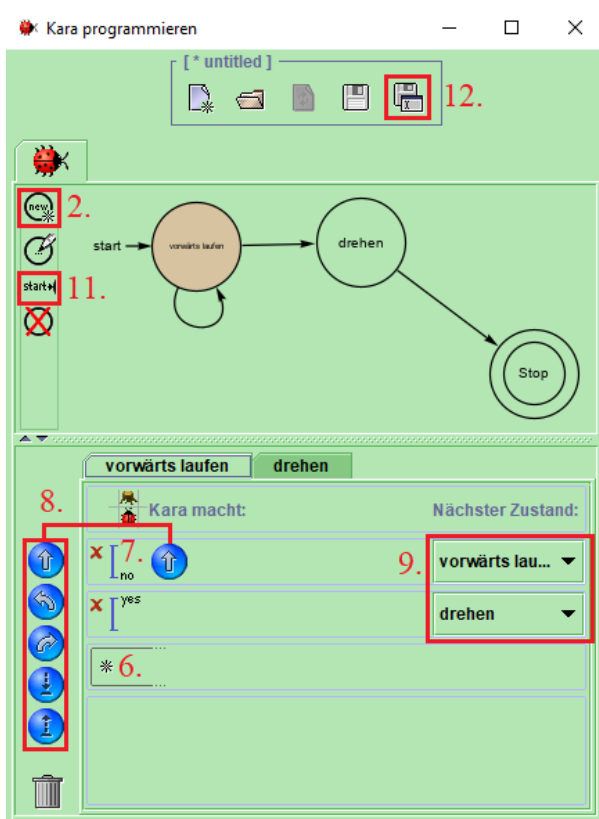 Kara programmieren
[ * untitled ]
12.
new
2.
start
vorwärts laufen
drehen
start
11.
Stop
vorwärts laufen
drehen
8.
Kara macht:
Nächster Zustand:
7.
no
9.
vorwärts lau...
yes
drehen
6.